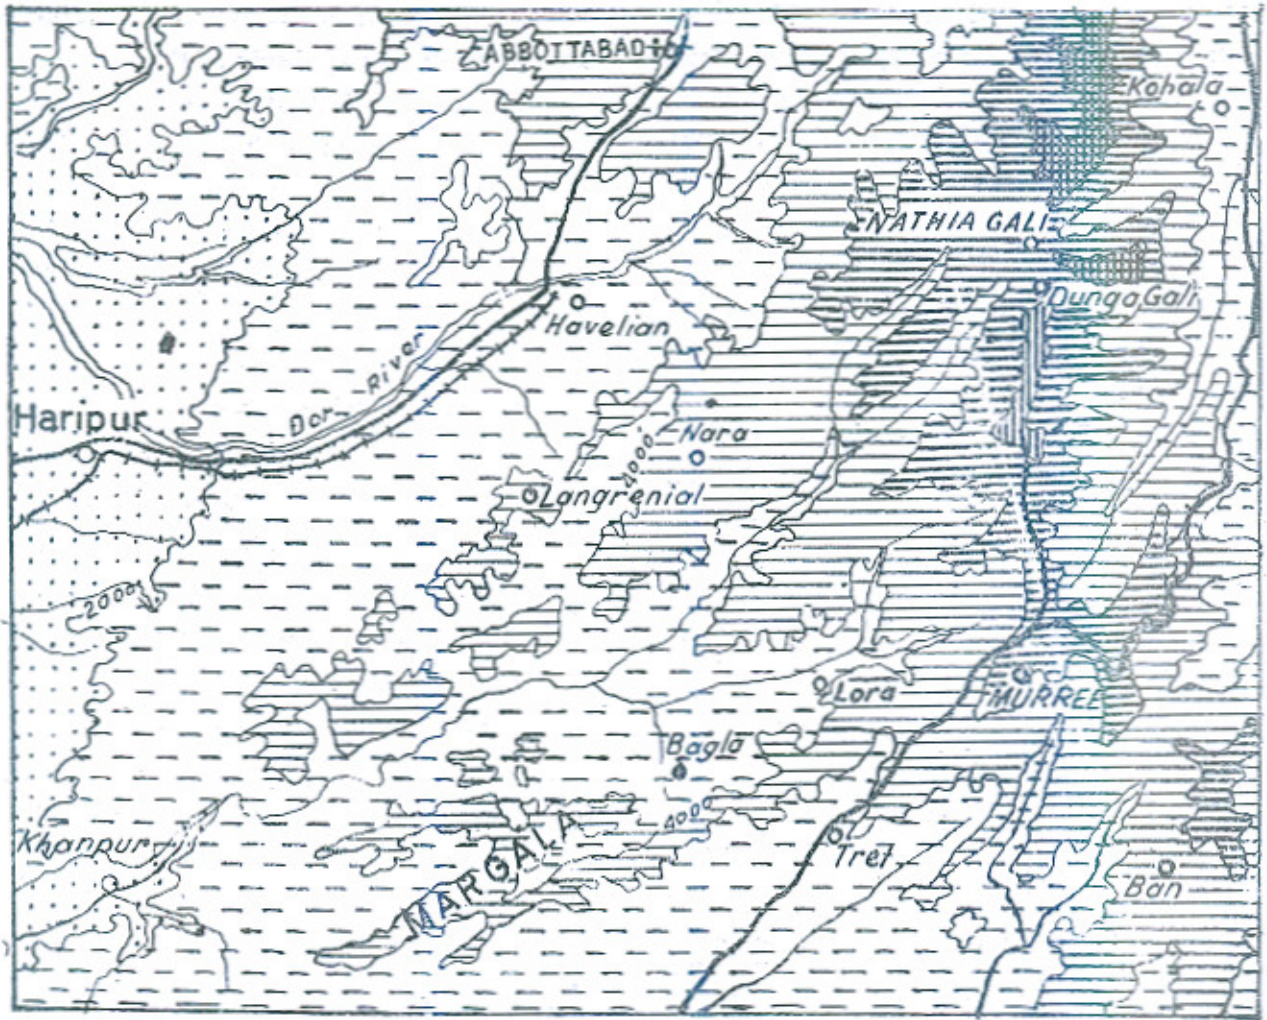 ABBOTTABAD
Kohala
NATHIA GALI
Dunga Gali
Havelian
Dor River
Haripur
Nara
4000
Langrenial
2000
Lora
MURREE
Bagla
400
MARGALA
Khanpur
Tret
Ban